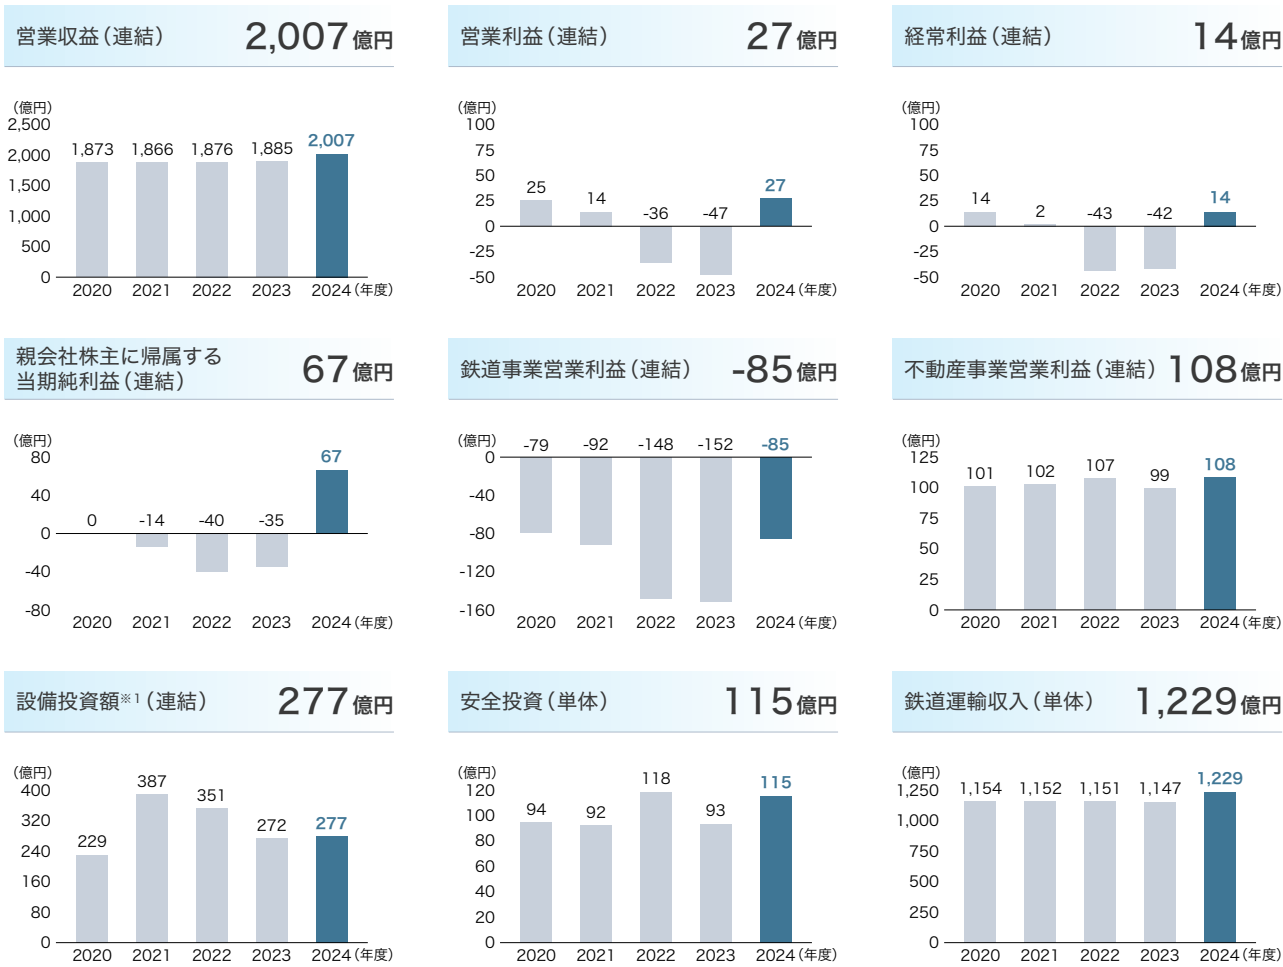 営業収益（連結） 2,007億円
（億円）
2,500
2,000
1,500
1,000
500
0
1,873 1,866 1,876 1,885 2,007
2020 2021 2022 2023 2024（年度）
営業利益（連結） 27億円
（億円）
100
75
50
25
0
-25
-50
25 14 -36 -47 27
2020 2021 2022 2023 2024（年度）
経常利益（連結） 14億円
（億円）
100
75
50
25
0
-25
-50
14 2 -43 -42 14
2020 2021 2022 2023 2024（年度）
親会社株主に帰属する
当期純利益（連結） 67億円
（億円）
80
40
0
-40
-80
0 -14 -40 -35 67
2020 2021 2022 2023 2024（年度）
鉄道事業営業利益（連結） -85億円
（億円）
0
-40
-80
-120
-160
-79 -92 -148 -152 -85
2020 2021 2022 2023 2024（年度）
不動産事業営業利益（連結） 108億円
（億円）
125
100
75
50
25
0
101 102 107 99 108
2020 2021 2022 2023 2024（年度）
設備投資額※1（連結） 277億円
（億円）
400
320
240
160
80
0
229 387 351 272 277
2020 2021 2022 2023 2024（年度）
安全投資（単体） 115億円
（億円）
120
100
80
60
40
20
0
94 92 118 93 115
2020 2021 2022 2023 2024（年度）
鉄道運輸収入（単体） 1,229億円
（億円）
1,250
1,000
750
500
250
0
1,154 1,152 1,151 1,147 1,229
2020 2021 2022 2023 2024（年度）